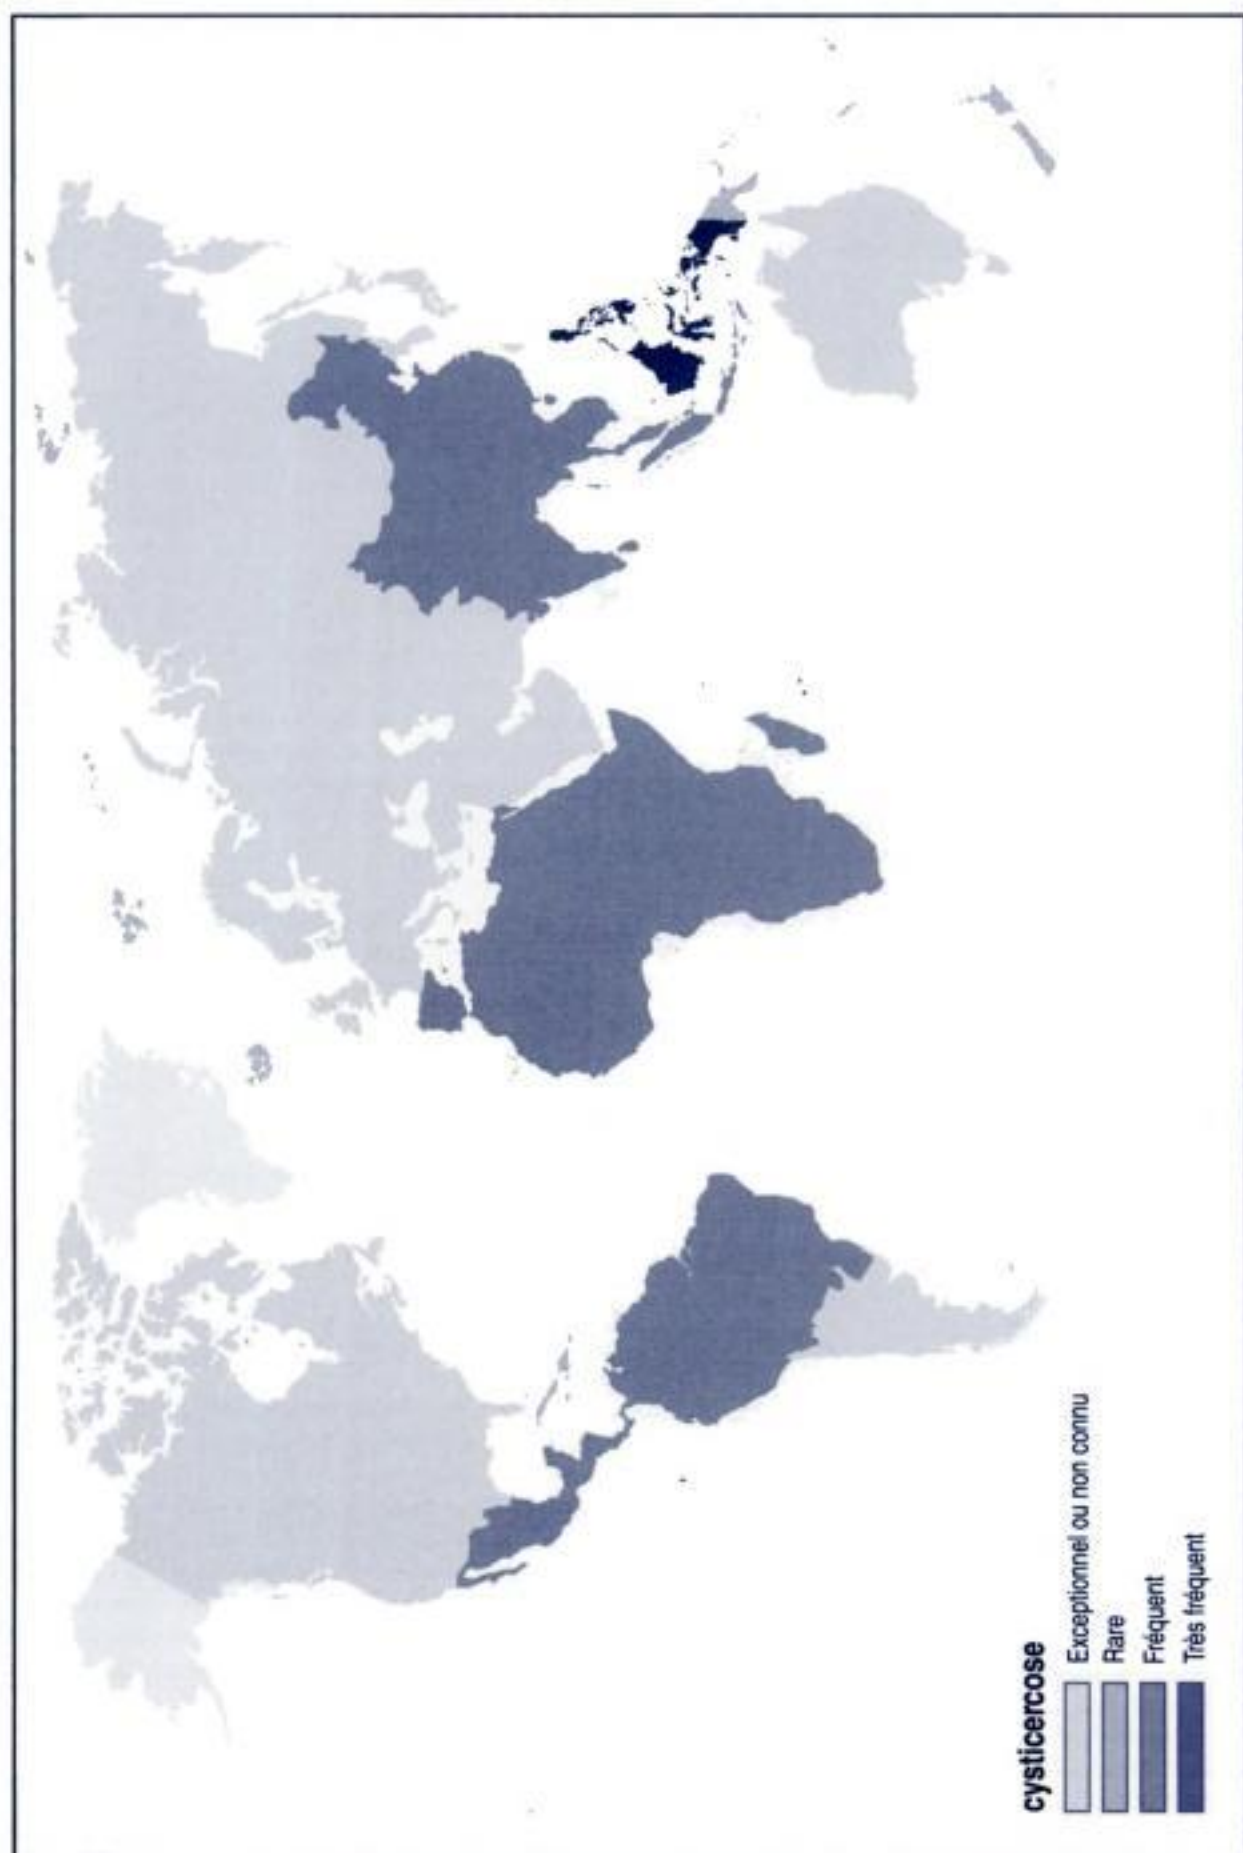 cysticercose
Exceptionnel ou non connu
Rare
Fréquent
Très fréquent